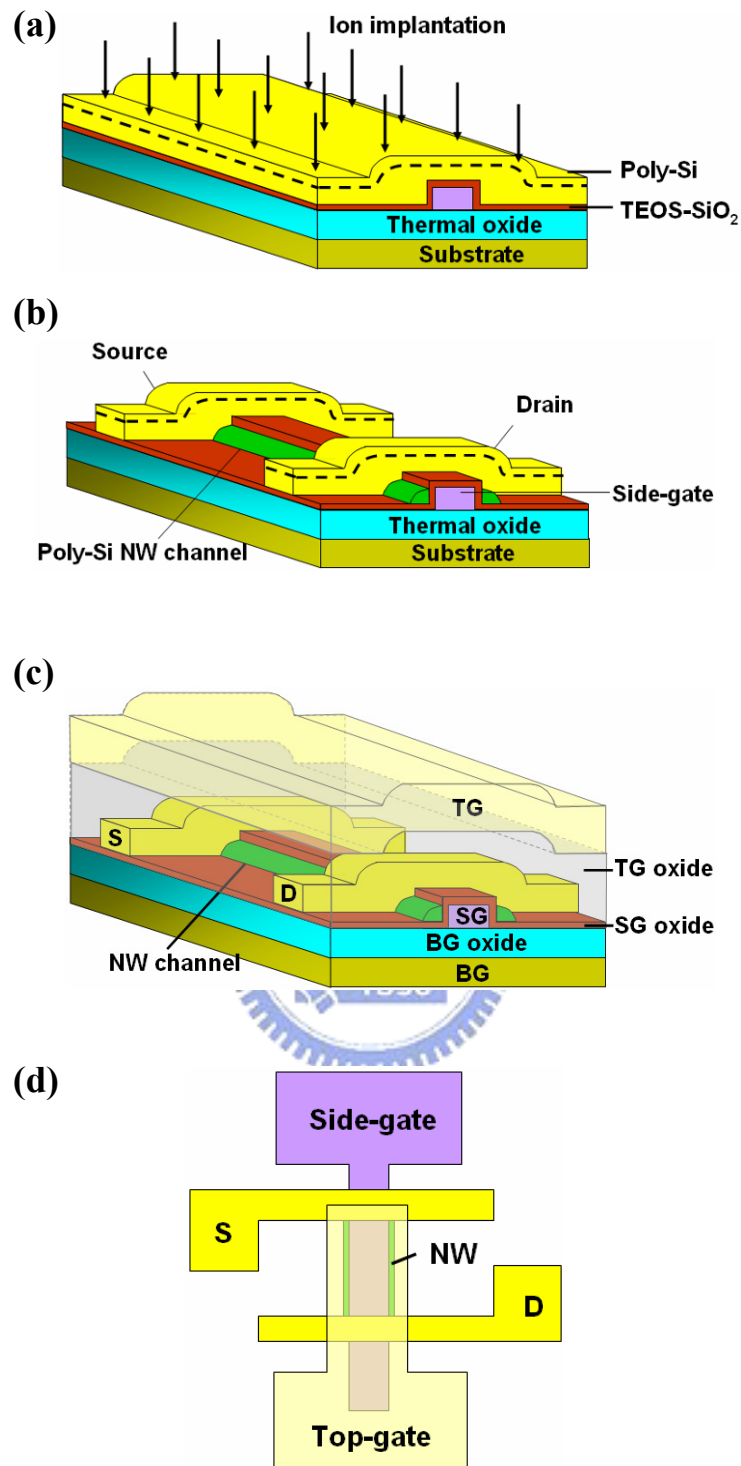 (a)
Ion implantation
Poly-Si
TEOS-SiO₂
Thermal oxide
Substrate
(b)
Source
Drain
Side-gate
Thermal oxide
Poly-Si NW channel
Substrate
(c)
TG
S
TG oxide
D
SG
SG oxide
BG oxide
NW channel
BG
(d)
Side-gate
S
NW
D
Top-gate